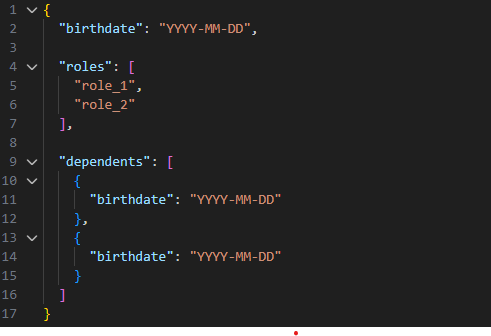 1 {
2   "birthdate": "YYYY-MM-DD",
3
4   "roles": [
5     "role_1",
6     "role_2"
7   ],
8
9   "dependents": [
10     {
11       "birthdate": "YYYY-MM-DD"
12     },
13     {
14       "birthdate": "YYYY-MM-DD"
15     }
16   ]
17 }